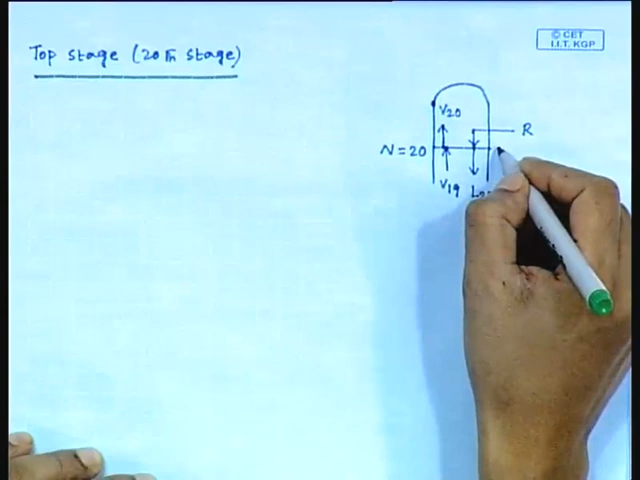 © CET
I.I.T. KGP
Top stage (20th stage)
V20
R
N = 20
V19